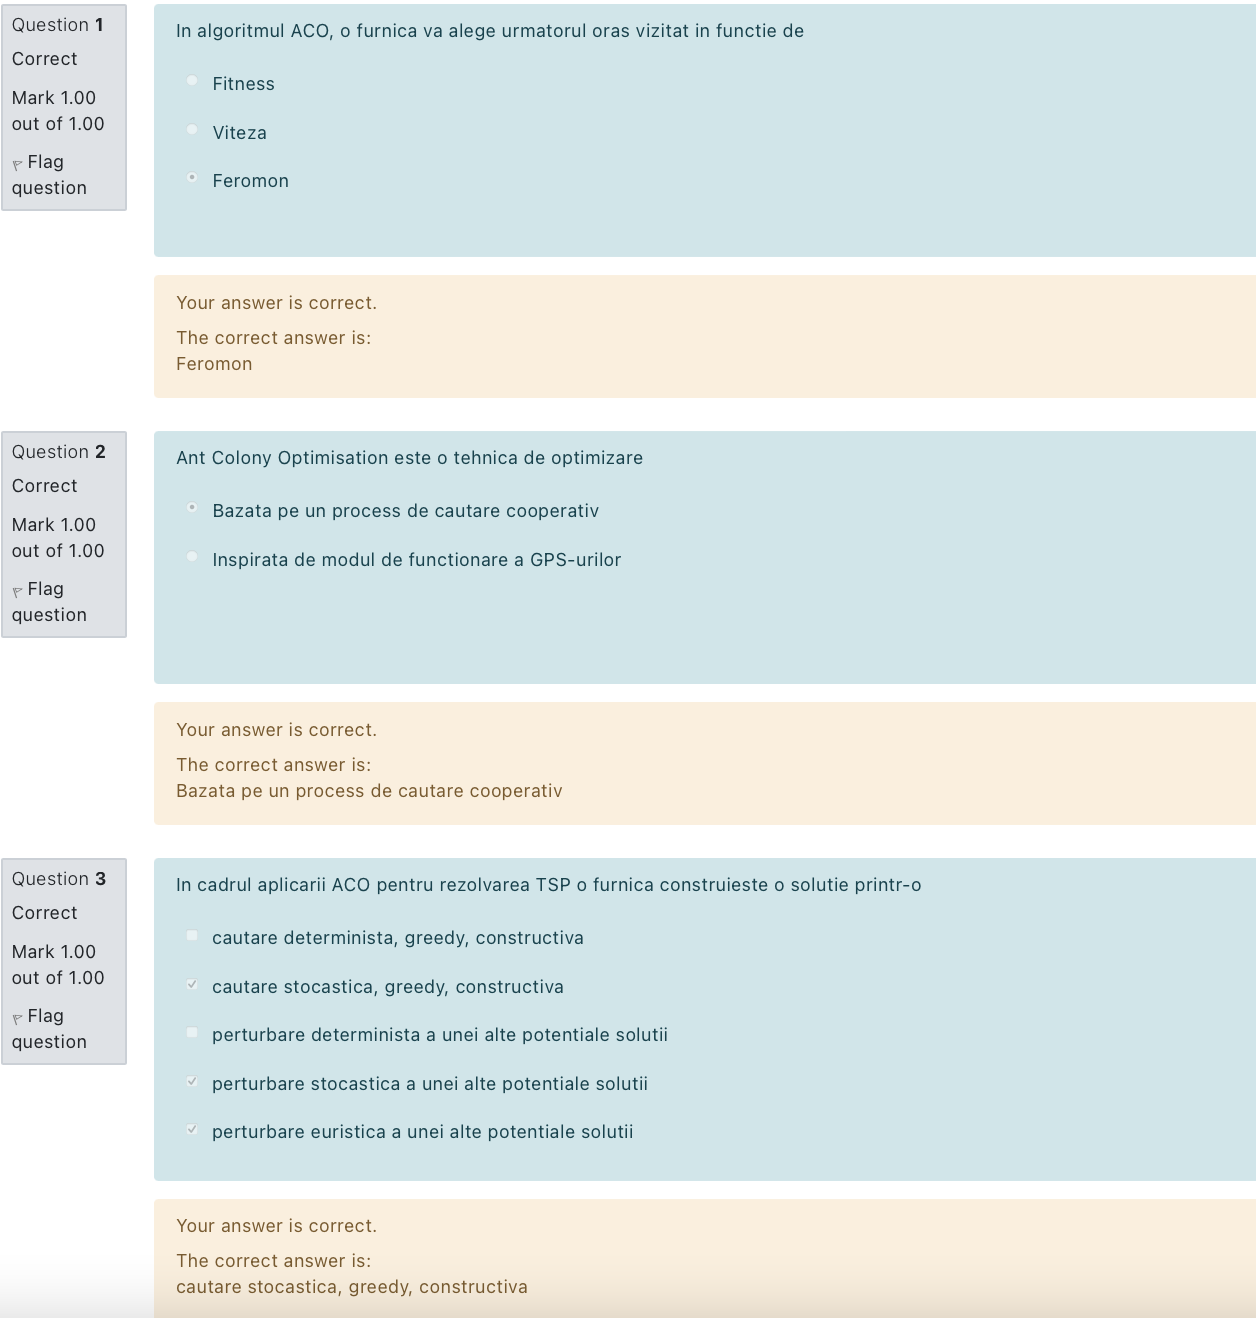 Question 1
Correct
Mark 1.00
out of 1.00
Flag
question
In algoritmul ACO, o furnica va alege urmatorul oras vizitat in functie de
Fitness
Viteza
Feromon
Your answer is correct.
The correct answer is:
Feromon
Question 2
Correct
Mark 1.00
out of 1.00
Flag
question
Ant Colony Optimisation este o tehnica de optimizare
Bazata pe un process de cautare cooperativ
Inspirata de modul de functionare a GPS-urilor
Your answer is correct.
The correct answer is:
Bazata pe un process de cautare cooperativ
Question 3
Correct
Mark 1.00
out of 1.00
Flag
question
In cadrul aplicarii ACO pentru rezolvarea TSP o furnica construieste o solutie printr-o
cautare determinista, greedy, constructiva
cautare stocastica, greedy, constructiva
perturbare determinista a unei alte potentiale solutii
perturbare stocastica a unei alte potentiale solutii
perturbare euristica a unei alte potentiale solutii
Your answer is correct.
The correct answer is:
cautare stocastica, greedy, constructiva